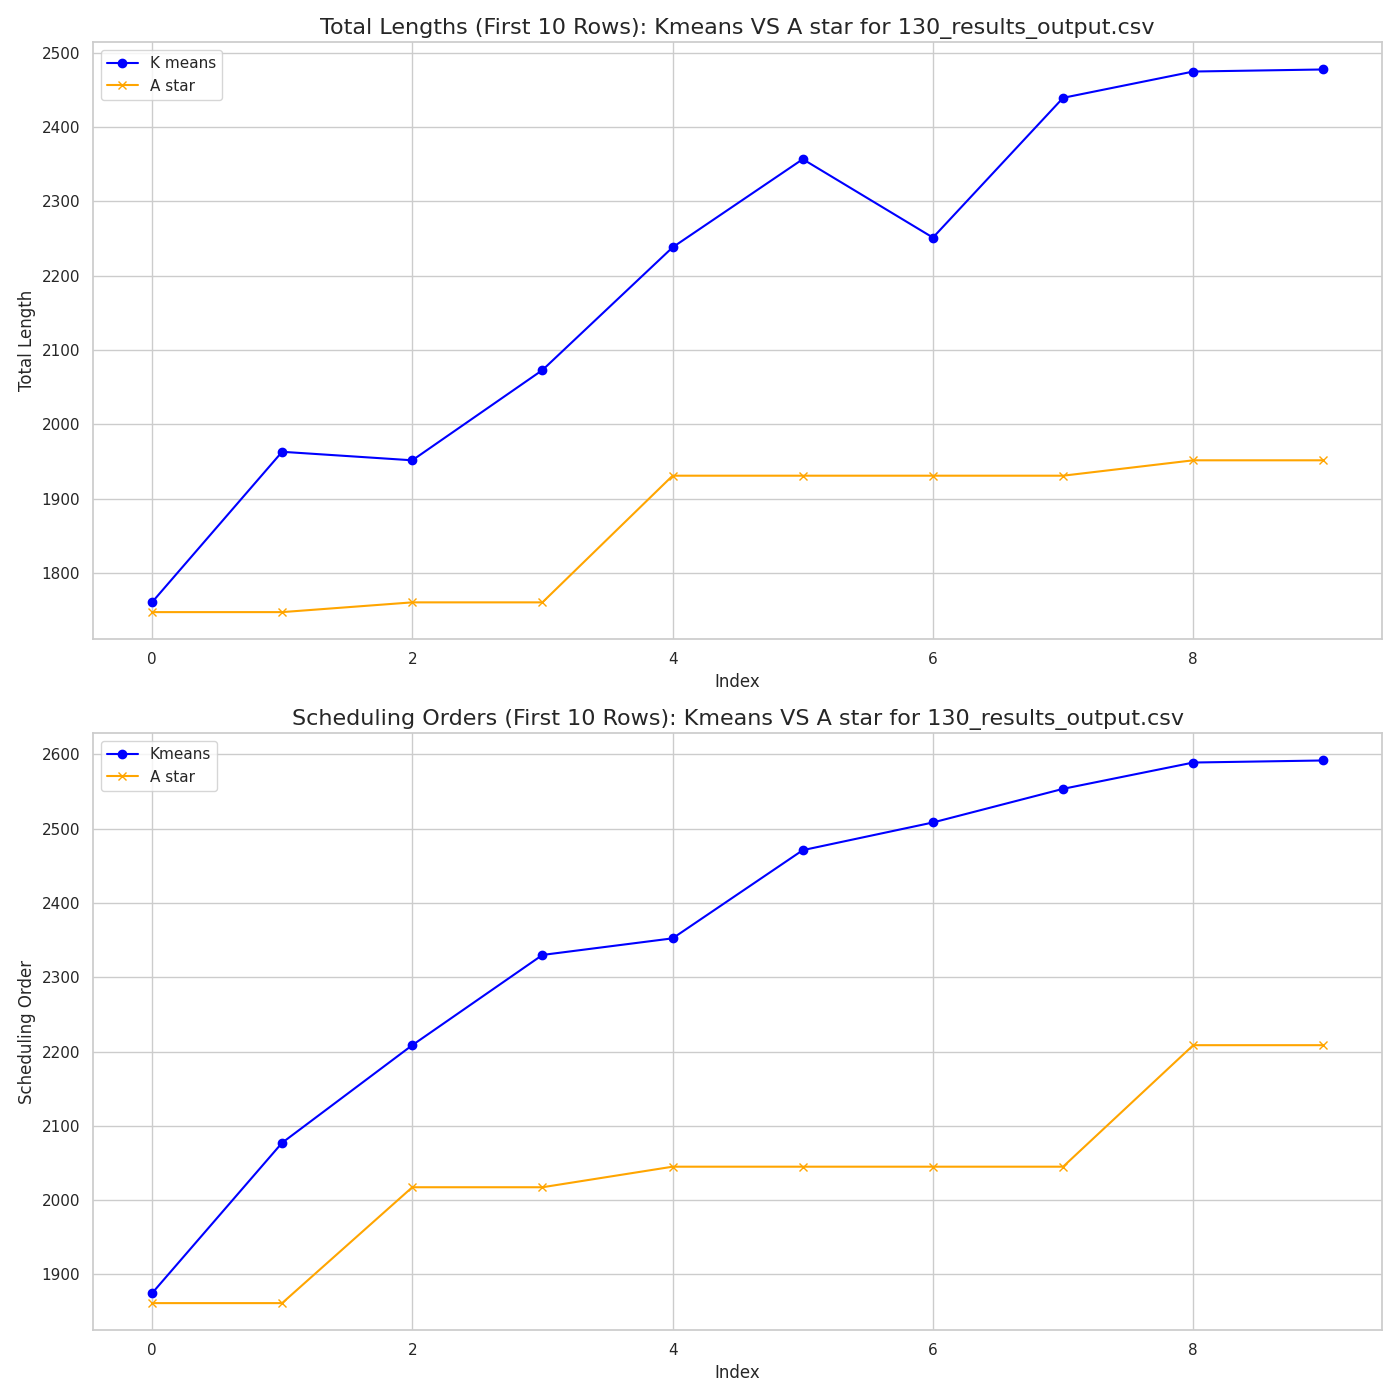 Total Lengths (First 10 Rows): Kmeans VS A star for 130_results_output.csv
K means
A star
2500
2400
2300
2200
2100
2000
1900
1800
Total Length
0 2 4 6 8
Index
Scheduling Orders (First 10 Rows): Kmeans VS A star for 130_results_output.csv
Kmeans
A star
2600
2500
2400
2300
2200
2100
2000
1900
Scheduling Order
0 2 4 6 8
Index